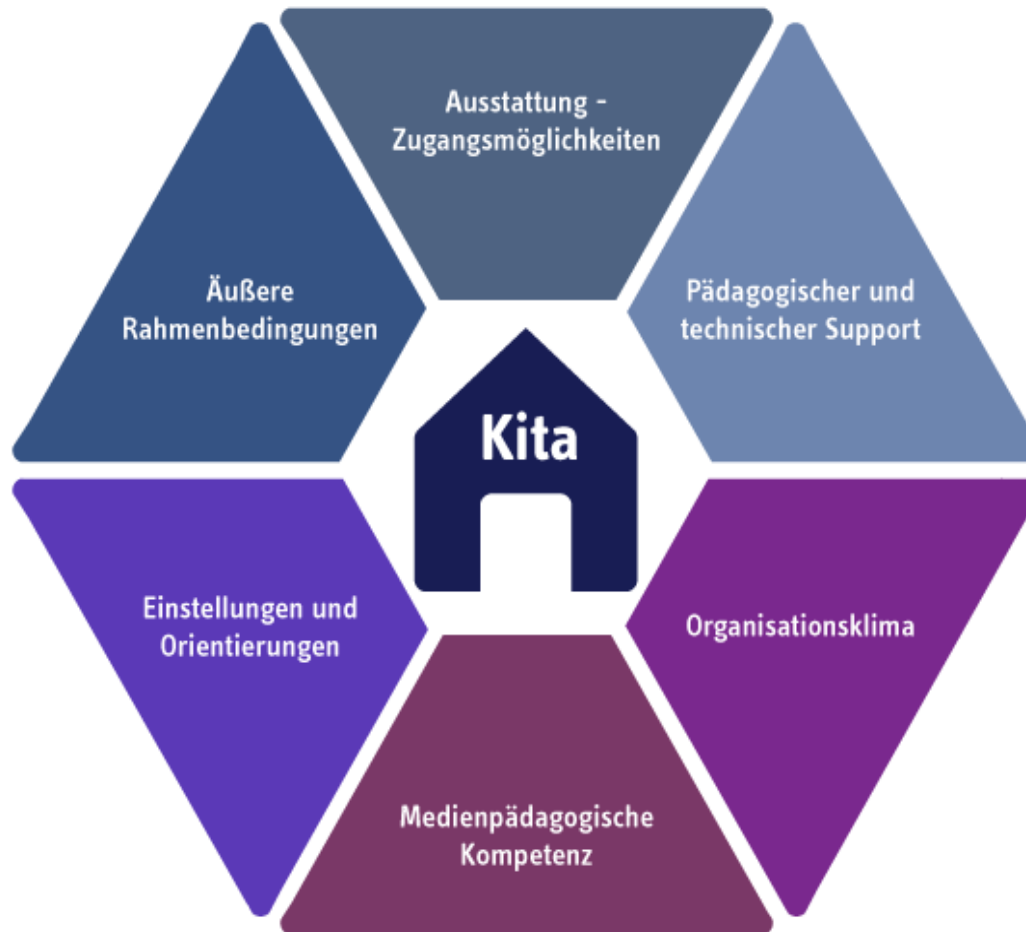 Ausstattung -
Zugangsmöglichkeiten
Äußere
Rahmenbedingungen
Pädagogischer und
technischer Support
Kita
Einstellungen und
Orientierungen
Organisationsklima
Medienpädagogische
Kompetenz